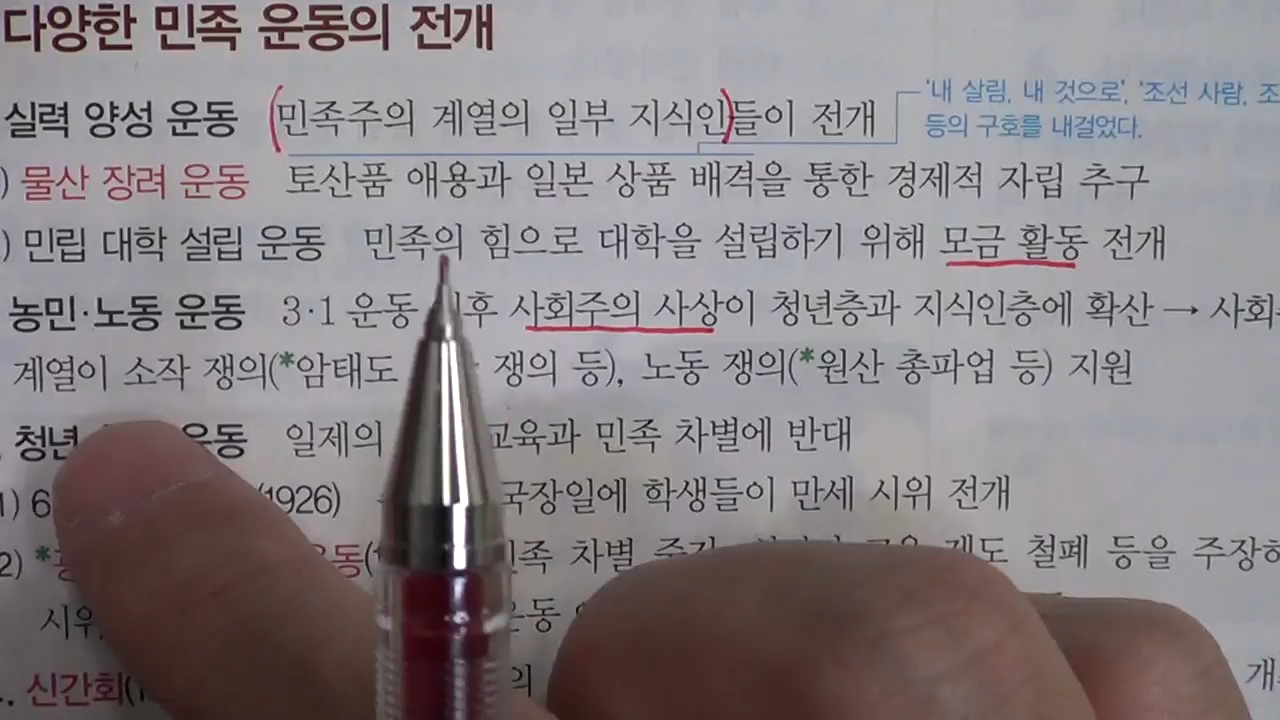 다양한 민족 운동의 전개
실력 양성 운동 민족주의 계열의 일부 지식인들이 전개
'내 살림, 내 것으로', '조선 사람, 조
등의 구호를 내걸었다.
) 물산 장려 운동 토산품 애용과 일본 상품 배격을 통한 경제적 자립 추구
) 민립 대학 설립 운동 민족의 힘으로 대학을 설립하기 위해 모금 활동 전개
농민·노동 운동 3·1 운동 후 사회주의 사상이 청년층과 지식인층에 확산 → 사회
계열이 소작 쟁의(*암태도 쟁의 등), 노동 쟁의(*원산 총파업 등) 지원
청년 운동 일제의 교육과 민족 차별에 반대
1) 6 (1926) 국장일에 학생들이 만세 시위 전개
2) * 운동( 민족 차별 제도 철폐 등을 주장하
시위 운동
. 신간회( 의